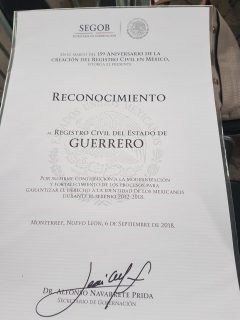 SEGOB
SECRETARÍA DE GOBERNACIÓN
EN EL MARCO DEL 159 ANIVERSARIO DE LA
CREACIÓN DEL REGISTRO CIVIL EN MÉXICO,
OTORGA EL PRESENTE
RECONOCIMIENTO
AL REGISTRO CIVIL DEL ESTADO DE
GUERRERO
POR SU FIRME CONTRIBUCIÓN A LA MODERNIZACIÓN
Y FORTALECIMIENTO DE LOS PROCESOS PARA
GARANTIZAR EL DERECHO A LA IDENTIDAD DE LOS MEXICANOS
DURANTE EL SEXENIO 2012-2018.
MONTERREY, NUEVO LEÓN, 6 DE SEPTIEMBRE DE 2018.
DR. ALFONSO NAVARRETE PRIDA
SECRETARIO DE GOBERNACIÓN